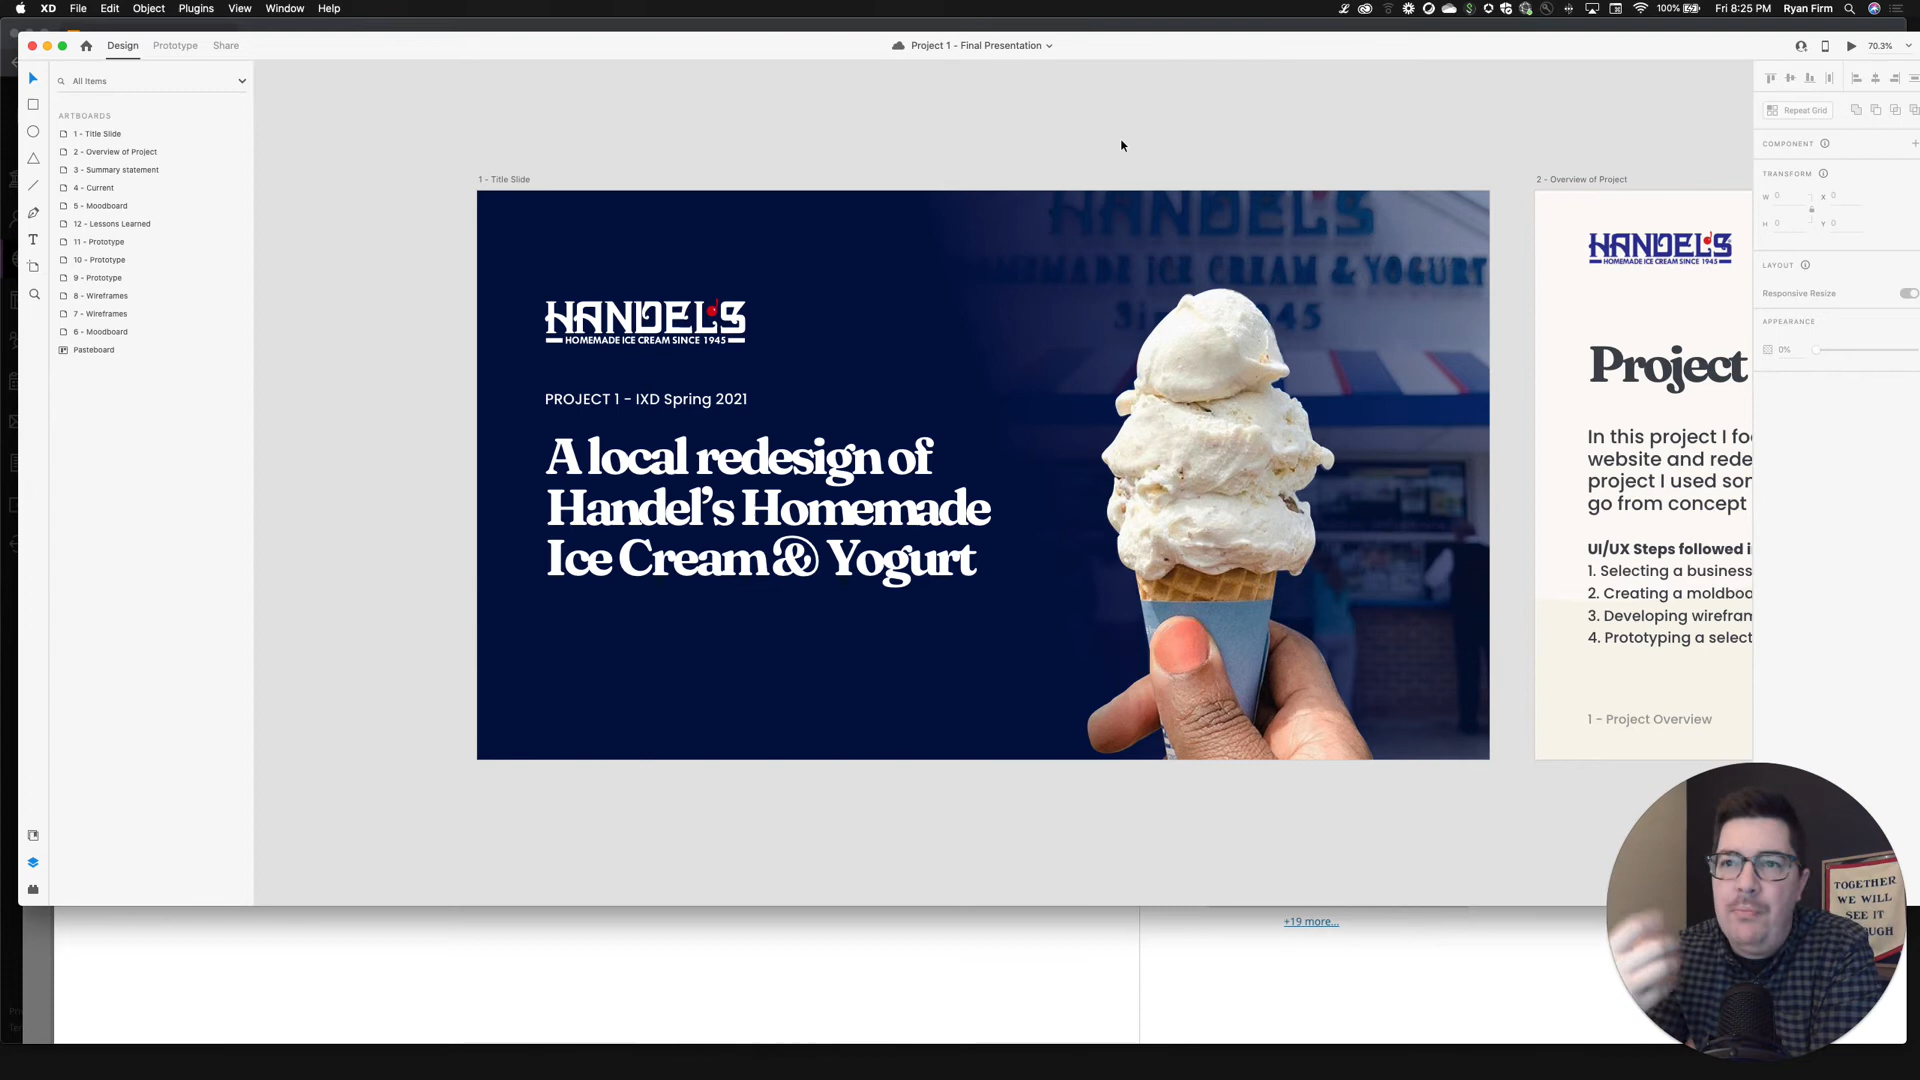 XD File Edit Object Plugins View Window Help
100% Fri 8:25 PM Ryan Firm
Design Prototype Share
Project 1 - Final Presentation
70.3%
All Items
ARTBOARDS
1 - Title Slide
2 - Overview of Project
3 - Summary statement
4 - Current
5 - Moodboard
12 - Lessons Learned
11 - Prototype
10 - Prototype
9 - Prototype
8 - Wireframes
7 - Wireframes
6 - Moodboard
Pasteboard
1 - Title Slide
HANDEL'S
HOMEMADE ICE CREAM SINCE 1945
PROJECT 1 - IXD Spring 2021
A local redesign of
Handel's Homemade
Ice Cream & Yogurt
HANDEL'S
HOMEMADE ICE CREAM & YOGURT
Since 1945
2 - Overview of Project
HANDEL'S
HOMEMADE ICE CREAM SINCE 1945
Project
In this project I fo
website and rede
project I used so
go from concept
UI/UX Steps followed i
1. Selecting a business
2. Creating a moldboa
3. Developing wirefram
4. Prototyping a select
1 - Project Overview
Repeat Grid
COMPONENT
TRANSFORM
W 0 X 0
H 0 Y 0
LAYOUT
Responsive Resize
APPEARANCE
0%
+19 more...
TOGETHER
WE WILL
SEE IT